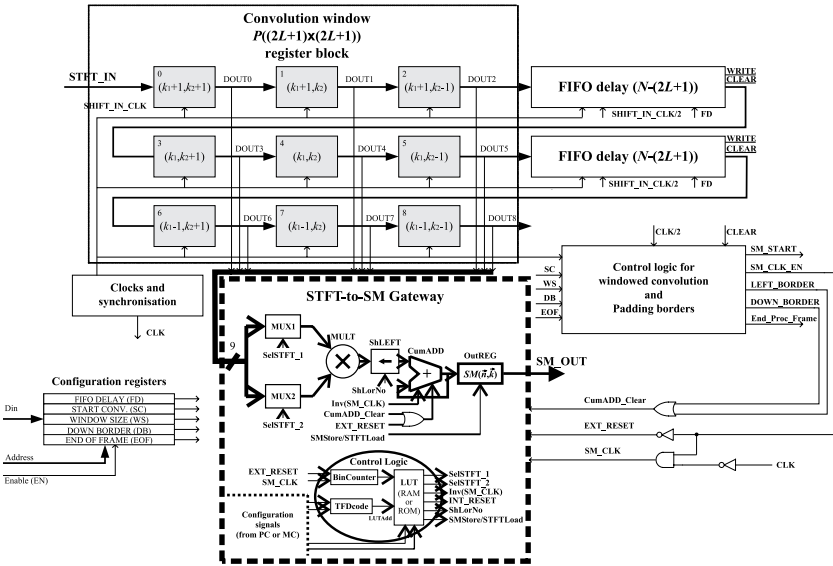 Convolution window
P((2L+1)x(2L+1))
register block
STFT_IN
0
(k1+1,k2+1)
DOUT0
1
(k1+1,k2)
DOUT1
2
(k1+1,k2-1)
DOUT2
FIFO delay (N-(2L+1))
WRITE
CLEAR
SHIFT_IN_CLK
SHIFT_IN_CLK/2
FD
3
(k1,k2+1)
DOUT3
4
(k1,k2)
DOUT4
5
(k1,k2-1)
DOUT5
FIFO delay (N-(2L+1))
WRITE
CLEAR
SHIFT_IN_CLK/2
FD
6
(k1-1,k2+1)
DOUT6
7
(k1-1,k2)
DOUT7
8
(k1-1,k2-1)
DOUT8
CLK/2
CLEAR
Clocks and
synchronisation
CLK
SC
WS
DB
EOF
Control logic for
windowed convolution
and
Padding borders
SM_START
SM_CLK_EN
LEFT_BORDER
DOWN_BORDER
End_Proc_Frame
STFT-to-SM Gateway
9
MUX1
SelSTFT_1
MULT
ShLEFT
CumADD
+
OutREG
SM(n,k)
SM_OUT
MUX2
SelSTFT_2
ShLorNo
Inv(SM_CLK)
CumADD_Clear
EXT_RESET
SMStore/STFTLoad
CumADD_Clear
EXT_RESET
SM_CLK
CLK
Configuration registers
Din
FIFO DELAY (FD)
START CONV. (SC)
WINDOW SIZE (WS)
DOWN BORDER (DB)
END OF FRAME (EOF)
Address
Enable (EN)
Control Logic
EXT_RESET
SM_CLK
BinCounter
TFDcode
LUTAdd
LUT
(RAM
or
ROM)
SelSTFT_1
SelSTFT_2
Inv(SM_CLK)
INT_RESET
ShLorNo
SMStore/STFTLoad
Configuration
signals
(from PC or MC)